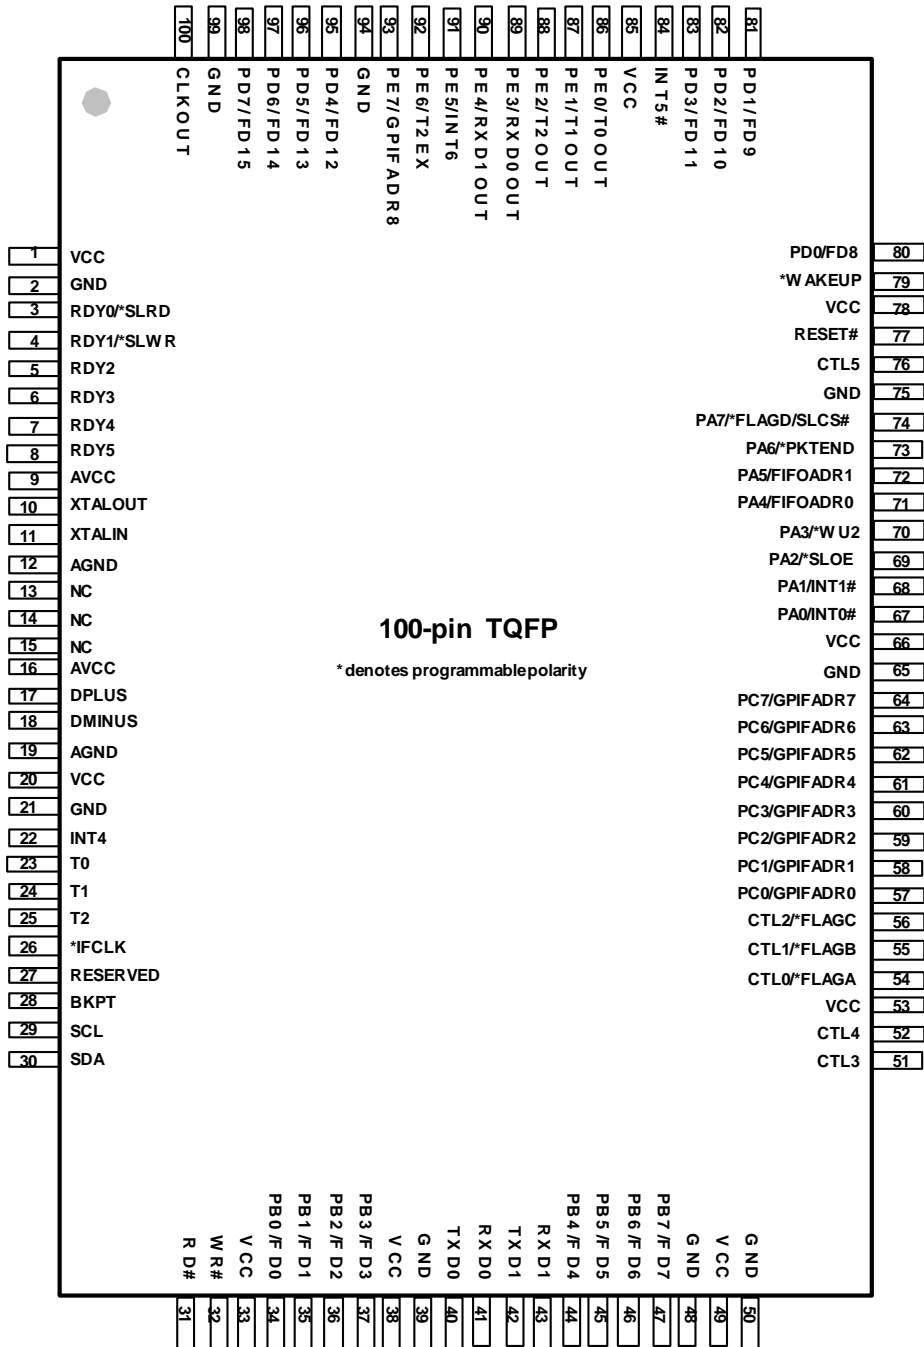 100 99 98 97 96 95 94 93 92 91 90 89 88 87 86 85 84 83 82 81
CLKOUT
GND
PD7/FD15
PD6/FD14
PD5/FD13
PD4/FD12
GND
PE7/GPIFADR8
PE6/T2EX
PE5/INT6
PE4/RXD1OUT
PE3/RXD0OUT
PE2/T2OUT
PE1/T1OUT
PE0/T0OUT
VCC
INT5#
PD3/FD11
PD2/FD10
PD1/FD9
1 VCC
2 GND
3 RDY0/*SLRD
4 RDY1/*SLWR
5 RDY2
6 RDY3
7 RDY4
8 RDY5
9 AVCC
10 XTALOUT
11 XTALIN
12 AGND
13 NC
14 NC
15 NC
16 AVCC
17 DPLUS
18 DMINUS
19 AGND
20 VCC
21 GND
22 INT4
23 T0
24 T1
25 T2
26 *IFCLK
27 RESERVED
28 BKPT
29 SCL
30 SDA
100-pin TQFP
* denotes programmable polarity
PD0/FD8 80
*WAKEUP 79
VCC 78
RESET# 77
CTL5 76
GND 75
PA7/*FLAGD/SLCS# 74
PA6/*PKTEND 73
PA5/FIFOADR1 72
PA4/FIFOADR0 71
PA3/*WU2 70
PA2/*SLOE 69
PA1/INT1# 68
PA0/INT0# 67
VCC 66
GND 65
PC7/GPIFADR7 64
PC6/GPIFADR6 63
PC5/GPIFADR5 62
PC4/GPIFADR4 61
PC3/GPIFADR3 60
PC2/GPIFADR2 59
PC1/GPIFADR1 58
PC0/GPIFADR0 57
CTL2/*FLAGC 56
CTL1/*FLAGB 55
CTL0/*FLAGA 54
VCC 53
CTL4 52
CTL3 51
RD#
WR#
VCC
PB0/FD0
PB1/FD1
PB2/FD2
PB3/FD3
VCC
GND
TXD0
RXD0
TXD1
RXD1
PB4/FD4
PB5/FD5
PB6/FD6
PB7/FD7
GND
VCC
GND
31 32 33 34 35 36 37 38 39 40 41 42 43 44 45 46 47 48 49 50